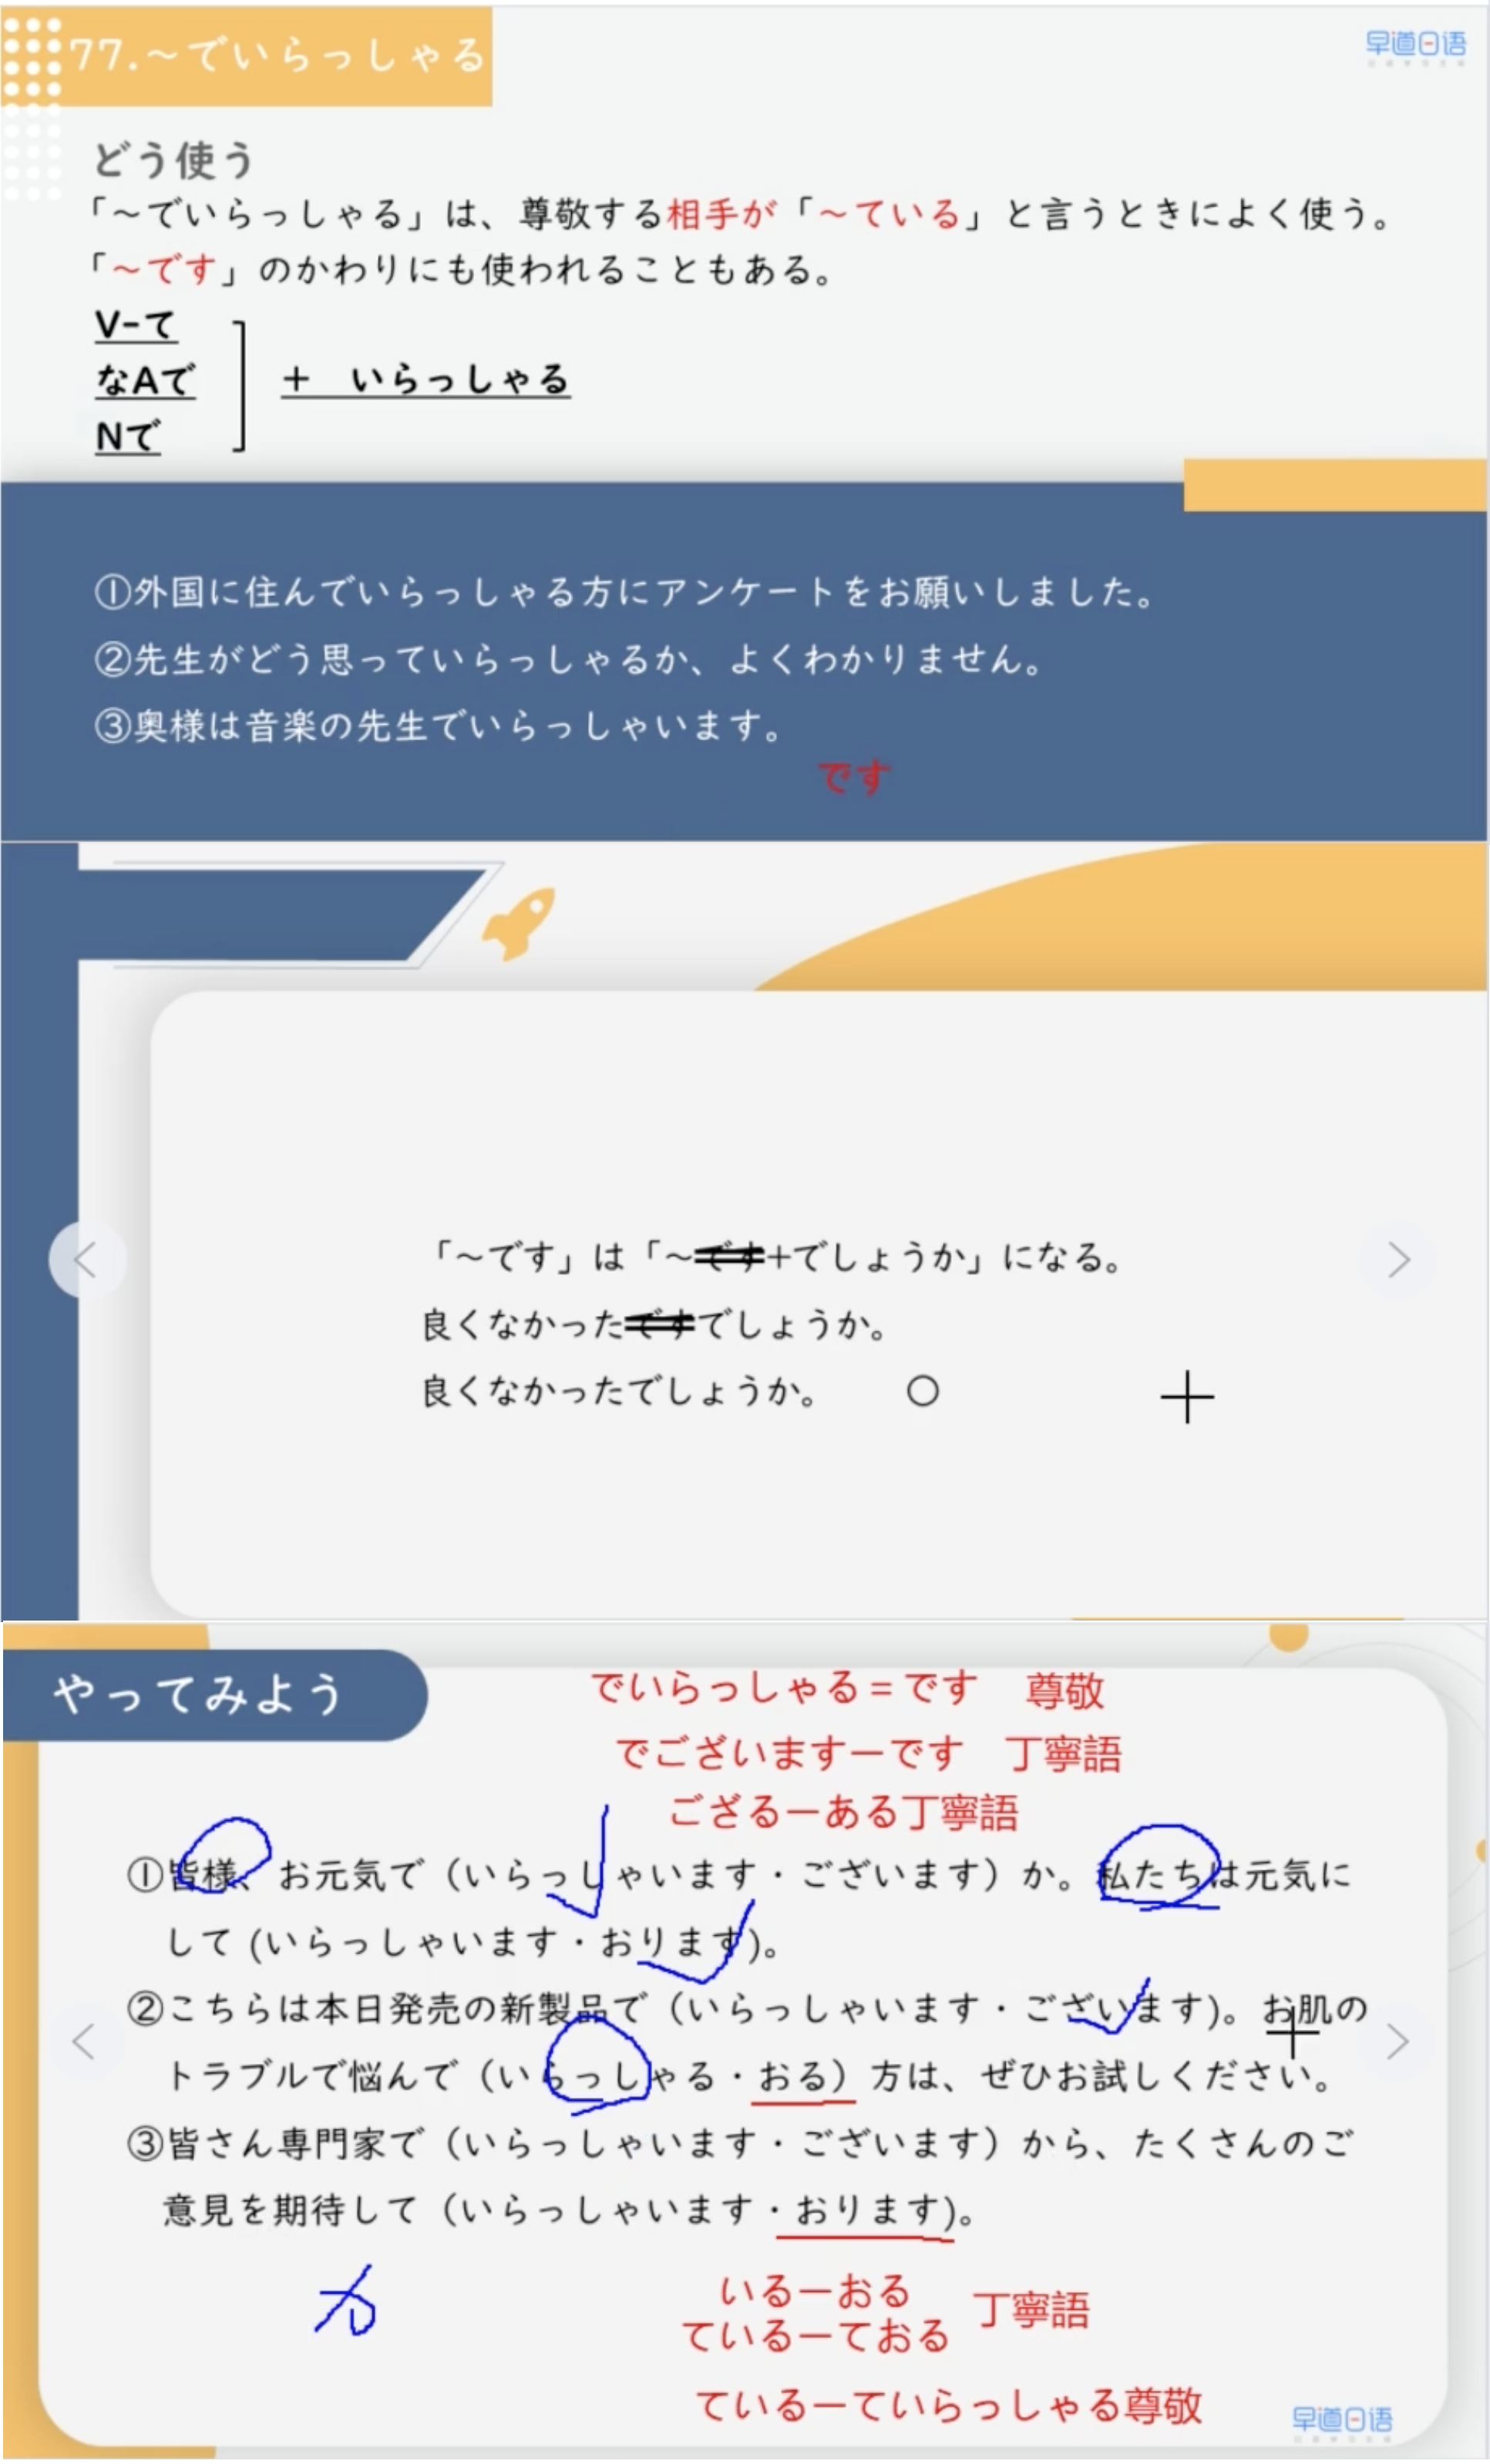 77.～でいらっしゃる
早道日语
どう使う
「～でいらっしゃる」は、尊敬する相手が「～ている」と言うときによく使う。
「～です」のかわりにも使われることもある。
V-て
なAで
Nで
＋　いらっしゃる
①外国に住んでいらっしゃる方にアンケートをお願いしました。
②先生がどう思っていらっしゃるか、よくわかりません。
③奥様は音楽の先生でいらっしゃいます。
です
「～です」は「～です+でしょうか」になる。
良くなかったですでしょうか。
良くなかったでしょうか。　○
やってみよう
でいらっしゃる＝です　尊敬
でございますーです　丁寧語
ござるーある丁寧語
①皆様、お元気で（いらっしゃいます・ございます）か。私たちは元気に
して(いらっしゃいます・おります)。
②こちらは本日発売の新製品で（いらっしゃいます・ございます)。お肌の
トラブルで悩んで（いらっしゃる・おる）方は、ぜひお試しください。
③皆さん専門家で（いらっしゃいます・ございます）から、たくさんのご
意見を期待して（いらっしゃいます・おります)。
いるーおる
ているーておる
丁寧語
ているーていらっしゃる尊敬
早道日语